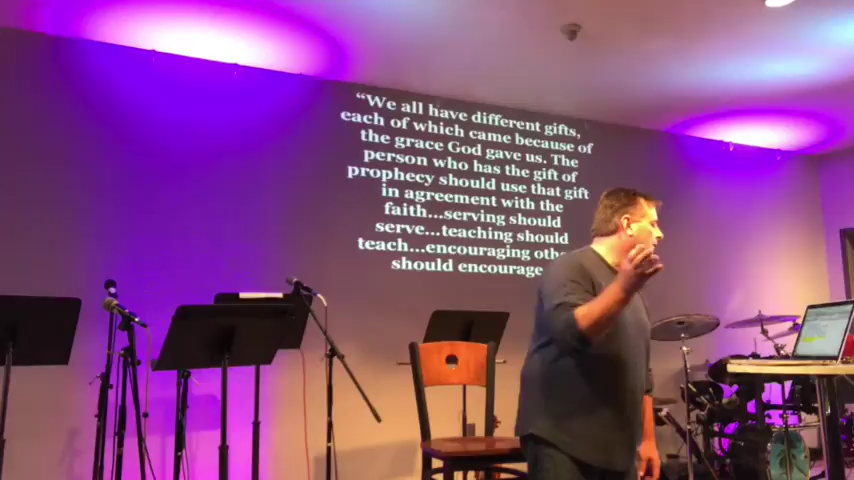 “We all have different gifts,
each of which came because of
the grace God gave us. The
person who has the gift of
prophecy should use that gift
in agreement with the
faith...serving should
serve...teaching should
teach...encouraging
should encourage